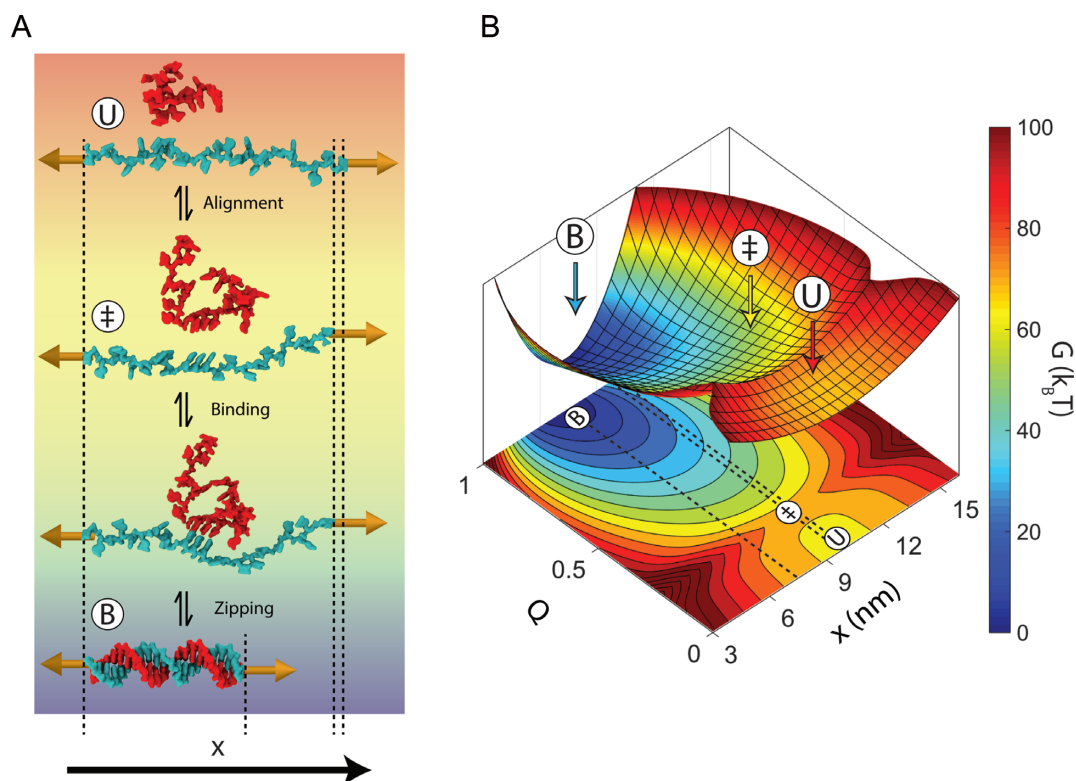 A
B
U
Alignment
‡
Binding
B
Zipping
x
B
‡
U
B
‡
U
1
0.5
0
Q
3
6
9
12
15
x (nm)
100
80
60
40
20
0
G (kBT)